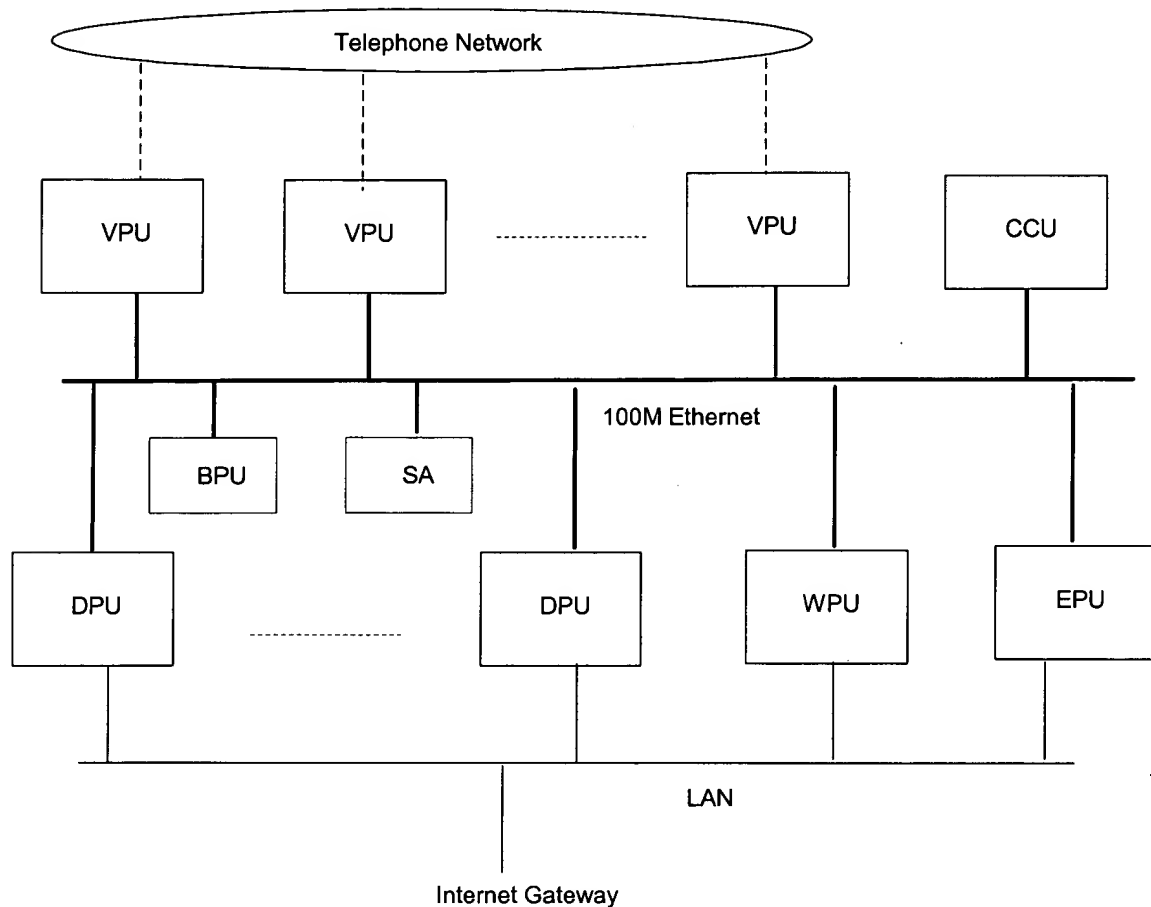 Telephone Network
VPU
VPU
VPU
CCU
100M Ethernet
BPU
SA
DPU
DPU
WPU
EPU
LAN
Internet Gateway